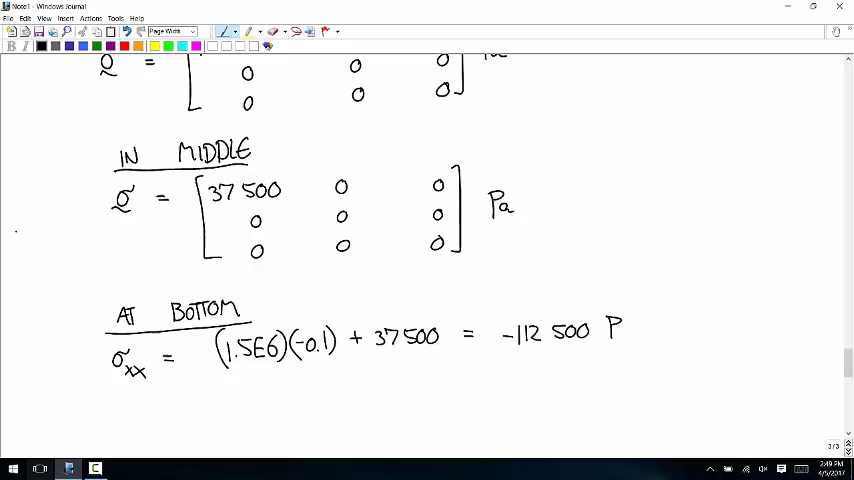 Note1 - Windows Journal
File Edit View Insert Actions Tools Help
Page Width
B I
σ = [
0 0 0
0 0 0
IN MIDDLE
σ = [ 37 500 0 0
0 0 0
0 0 0 ] Pa
AT BOTTOM
σxx = (1.5E6)(-0.1) + 37500 = -112 500 P
3/3
2:49 PM
4/5/2017